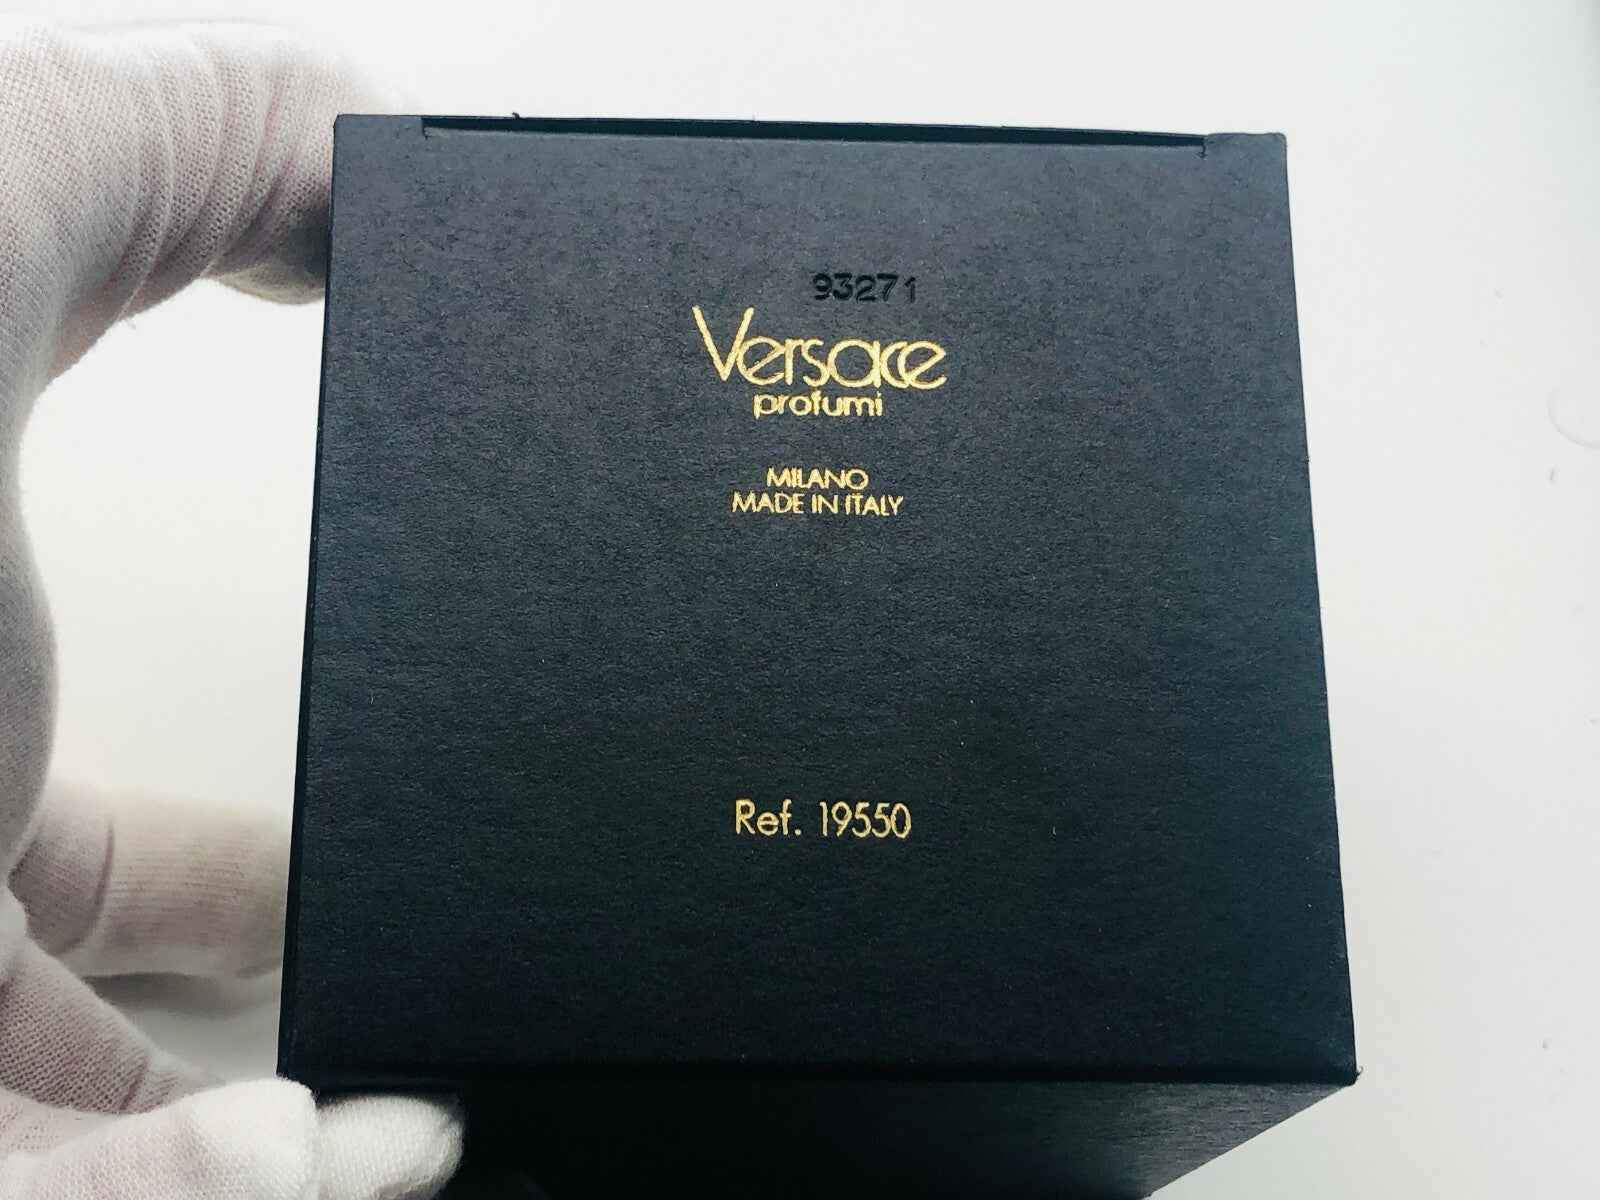 93271
Versace
profumi
MILANO
MADE IN ITALY
Ref. 19550